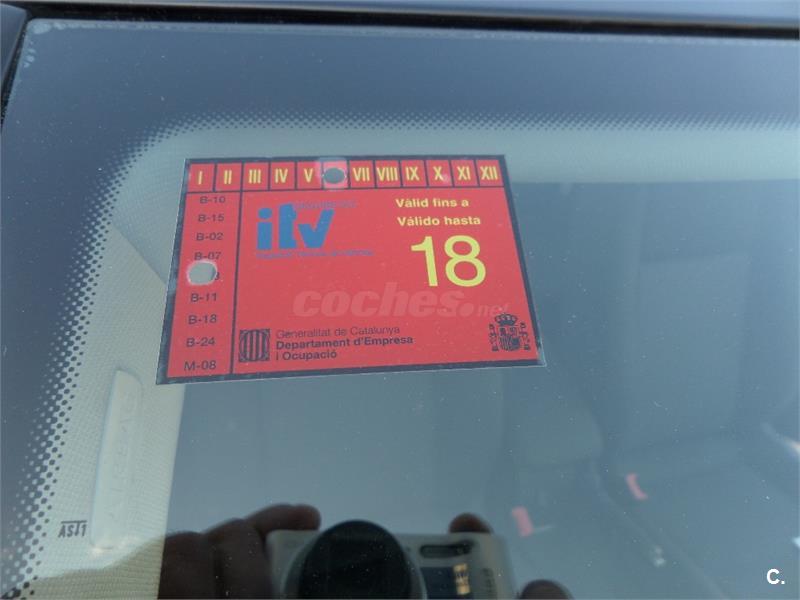 I II III IV V VII VIII IX X XI XII
B-10
B-15
B-02
B-07
B-11
B-18
B-24
M-08
itv
Vàlid fins a
Válido hasta
18
coches.net
Generalitat de Catalunya
Departament d'Empresa
i Ocupació
AS11
C.